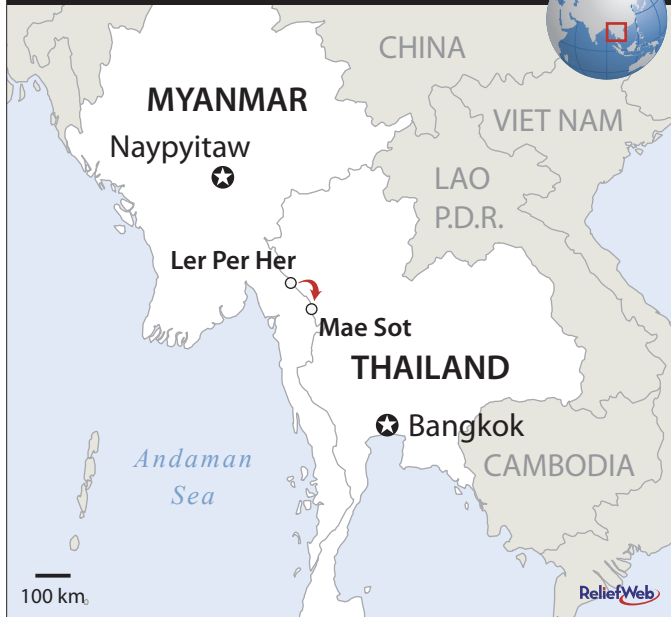 CHINA
MYANMAR
VIET NAM
Naypyitaw
LAO
P.D.R.
Ler Per Her
Mae Sot
THAILAND
Bangkok
CAMBODIA
Andaman
Sea
100 km
ReliefWeb